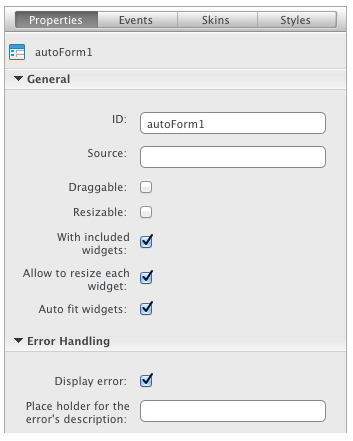 Properties Events Skins Styles
autoForm1
General
ID: autoForm1
Source:
Draggable:
Resizable:
With included
widgets:
Allow to resize each
widget:
Auto fit widgets:
Error Handling
Display error:
Place holder for the
error's description: